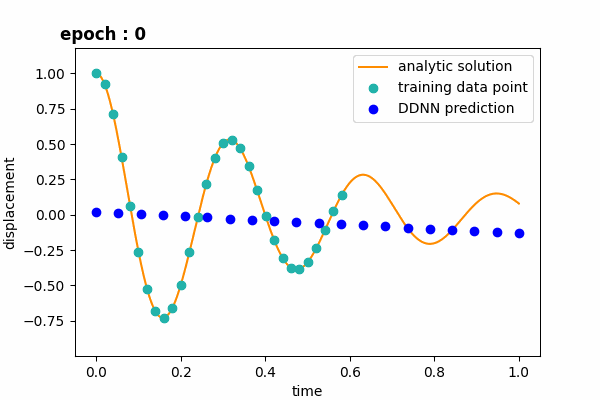 epoch : 0
analytic solution
training data point
DDNN prediction
1.00
0.75
0.50
0.25
0.00
−0.25
−0.50
−0.75
displacement
0.0 0.2 0.4 0.6 0.8 1.0
time